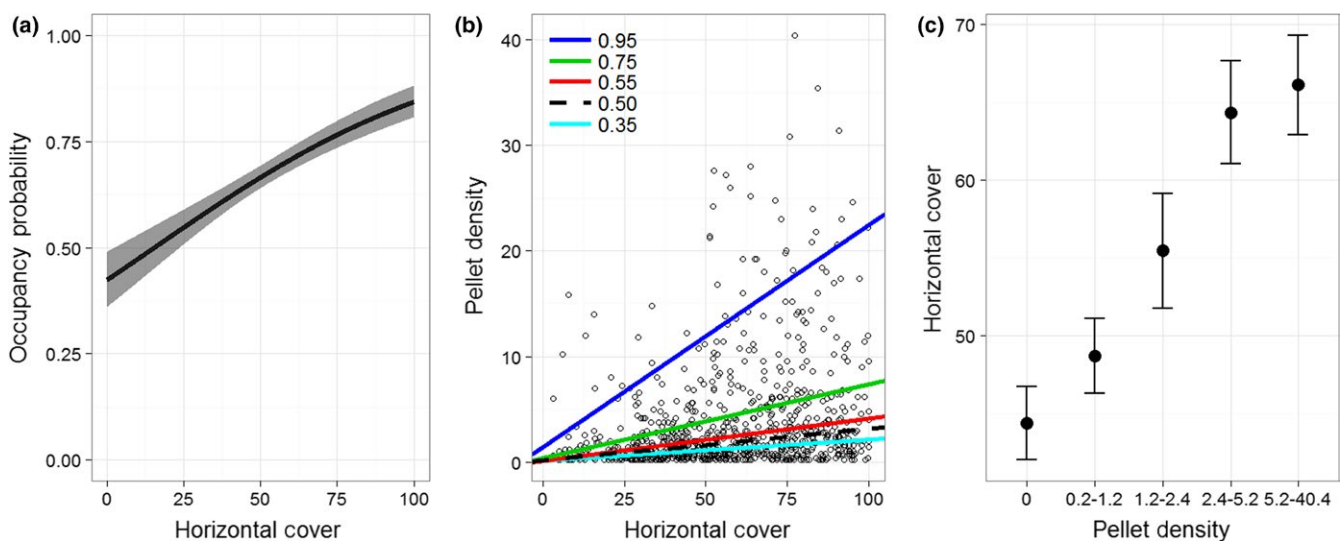 (a)
1.00
0.75
0.50
0.25
0.00
Occupancy probability
0 25 50 75 100
Horizontal cover
(b)
40
30
20
10
0
Pellet density
0.95
0.75
0.55
0.50
0.35
0 25 50 75 100
Horizontal cover
(c)
70
60
50
Horizontal cover
0 0.2-1.2 1.2-2.4 2.4-5.2 5.2-40.4
Pellet density